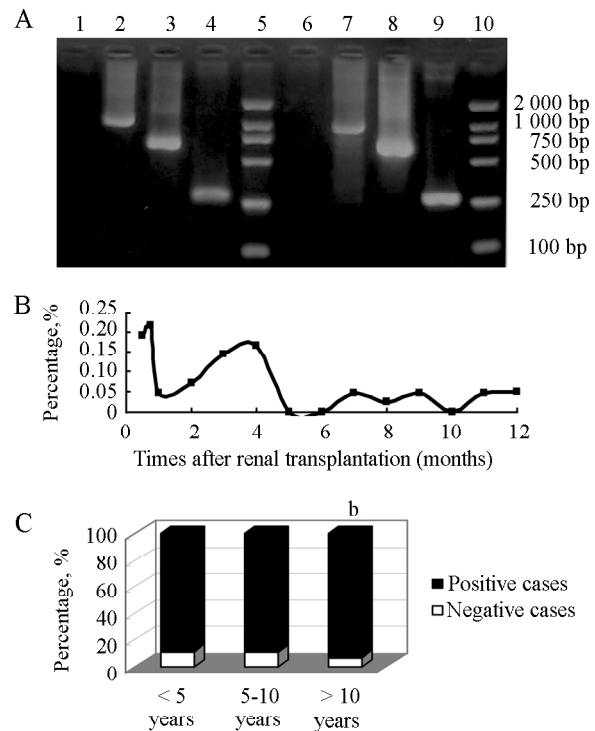 A
1 2 3 4 5 6 7 8 9 10
2 000 bp
1 000 bp
750 bp
500 bp
250 bp
100 bp
B
Percentage,%
0.25
0.20
0.15
0.10
0.05
0
0 2 4 6 8 10 12
Times after renal transplantation (months)
C
b
Percentage, %
100
80
60
40
20
0
Positive cases
Negative cases
< 5 5-10 > 10
years years years